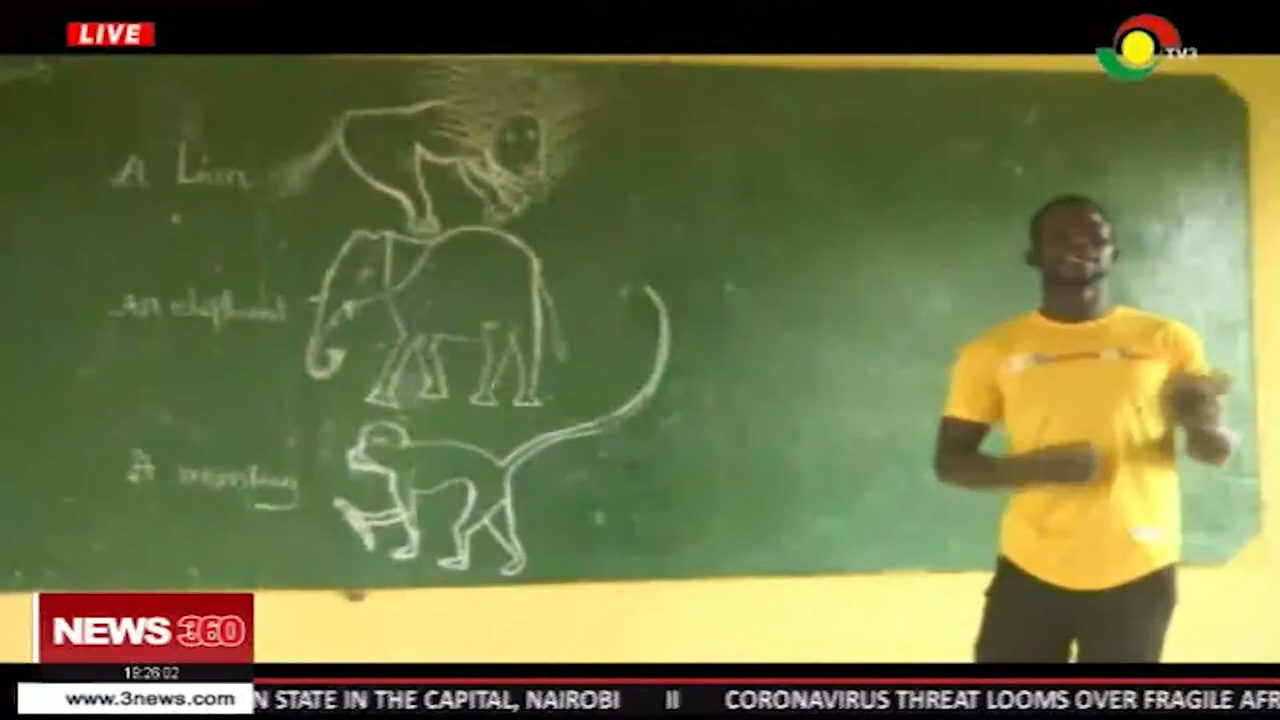 LIVE
TV3
A Lion
An elephant
A monkey
NEWS 360
19:26:02
www.3news.com
N STATE IN THE CAPITAL, NAIROBI || CORONAVIRUS THREAT LOOMS OVER FRAGILE AFR